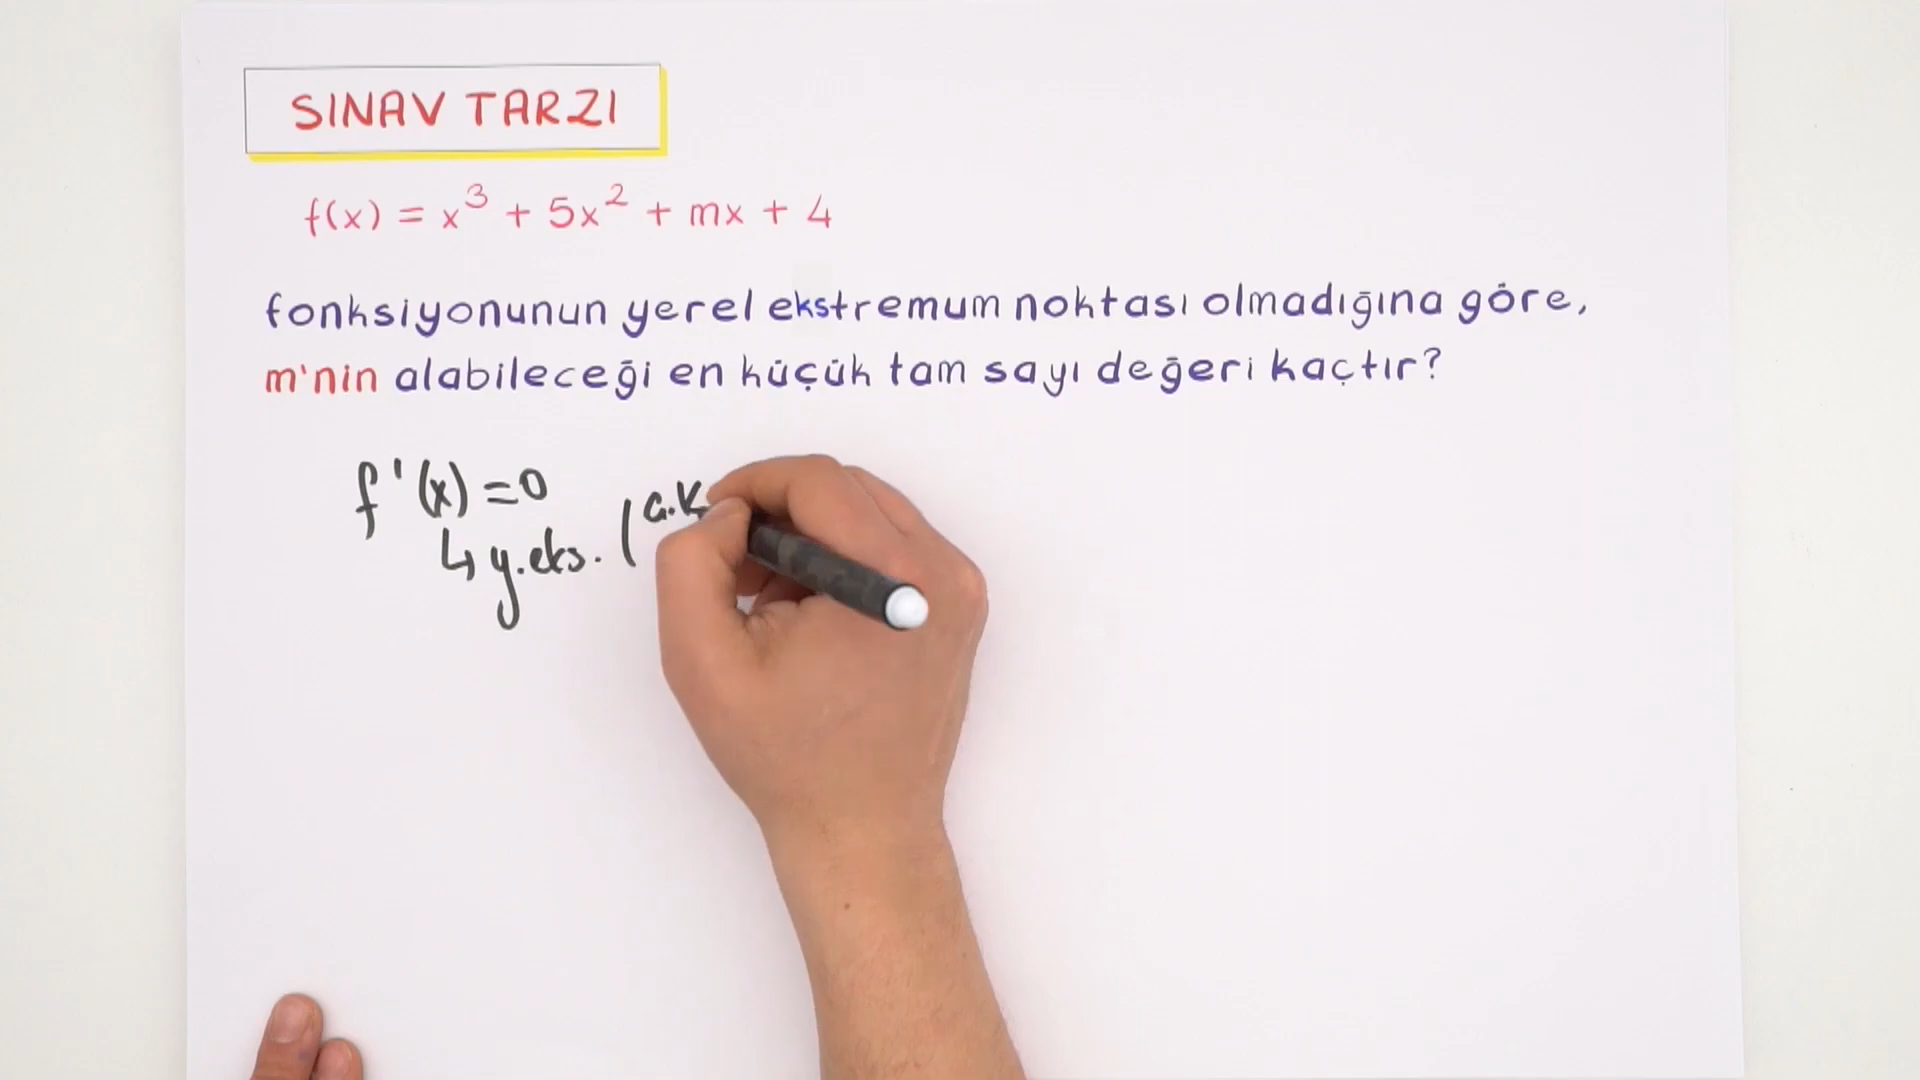 SINAV TARZI
f(x) = x³ + 5x² + mx + 4
fonksiyonunun yerel ekstremum noktası olmadığına göre,
m'nin alabileceği en küçük tam sayı değeri kaçtır?
f'(x) = 0
↳ y.eks. (ç.K